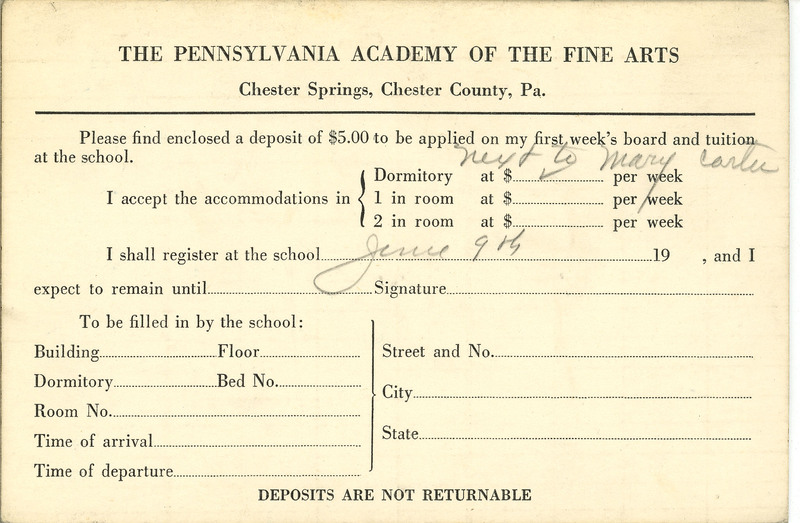 THE PENNSYLVANIA ACADEMY OF THE FINE ARTS
Chester Springs, Chester County, Pa.
Please find enclosed a deposit of $5.00 to be applied on my first week's board and tuition
at the school.
next to Mary Carter
Dormitory at $ per week
I accept the accommodations in 1 in room at $ per week
2 in room at $ per week
I shall register at the school June 9th 19 , and I
expect to remain until Signature
To be filled in by the school:
Building Floor
Street and No.
Dormitory Bed No.
City
Room No.
State
Time of arrival
Time of departure
DEPOSITS ARE NOT RETURNABLE